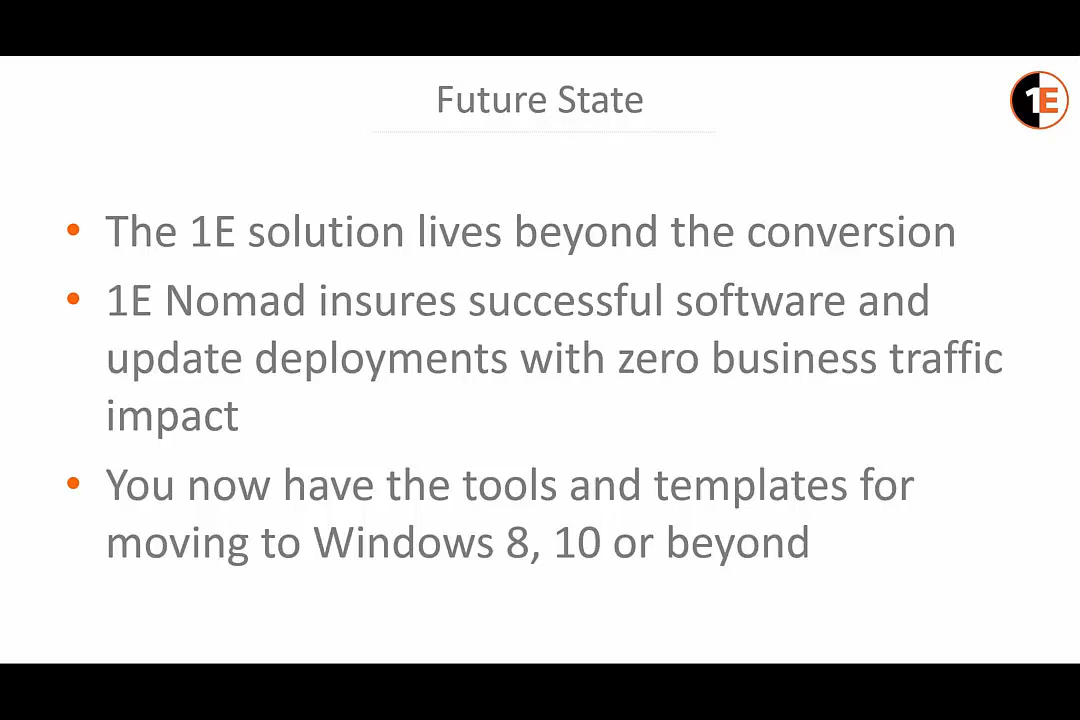 Future State
1E
• The 1E solution lives beyond the conversion
• 1E Nomad insures successful software and
update deployments with zero business traffic
impact
• You now have the tools and templates for
moving to Windows 8, 10 or beyond